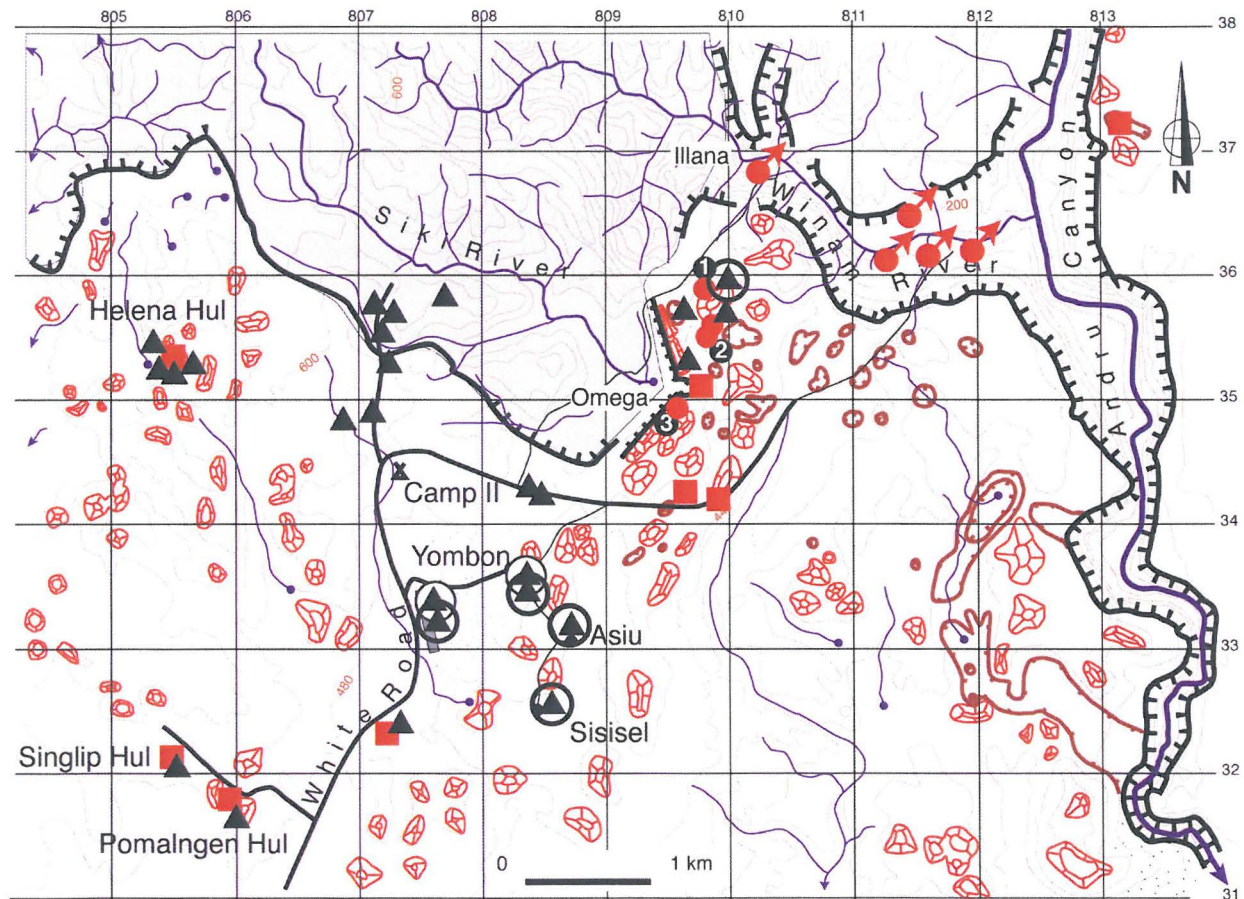 805 806 807 808 809 810 811 812 813 38
37
36
35
34
33
32
31
600
Illana
Winam River
200
Canyon
Andru
N
Siki River
1
Helena Hul
2
600
Omega
3
Camp II
Yombon
Asiu
White Road
480
Sisisel
Singlip Hul
Pomalngen Hul
0 1 km